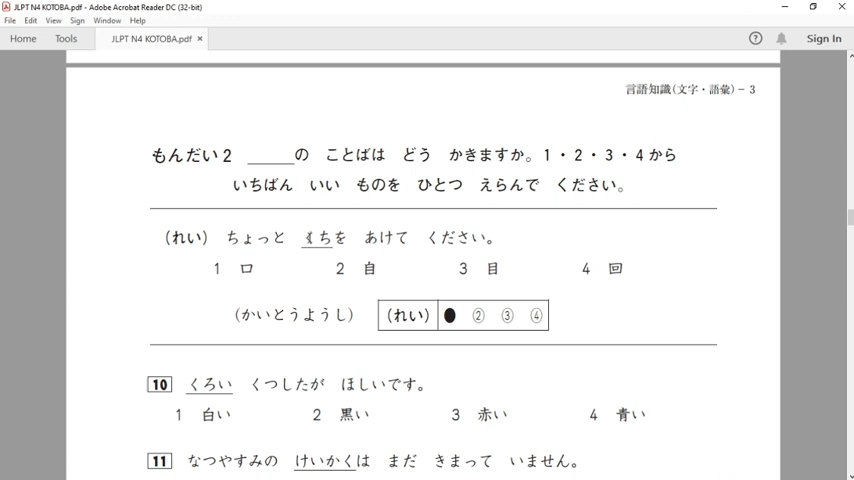 JLPT N4 KOTOBA.pdf - Adobe Acrobat Reader DC (32-bit)
File Edit View Sign Window Help
Home Tools JLPT N4 KOTOBA.pdf × Sign In
言語知識(文字・語彙)－3
もんだい2 ____の ことばは どう かきますか。1・2・3・4から
いちばん いい ものを ひとつ えらんで ください。
(れい) ちょっと くちを あけて ください。
1 口 2 自 3 目 4 回
(かいとうようし) (れい) ● ② ③ ④
10 くろい くつしたが ほしいです。
1 白い 2 黒い 3 赤い 4 青い
11 なつやすみの けいかくは まだ きまって いません。